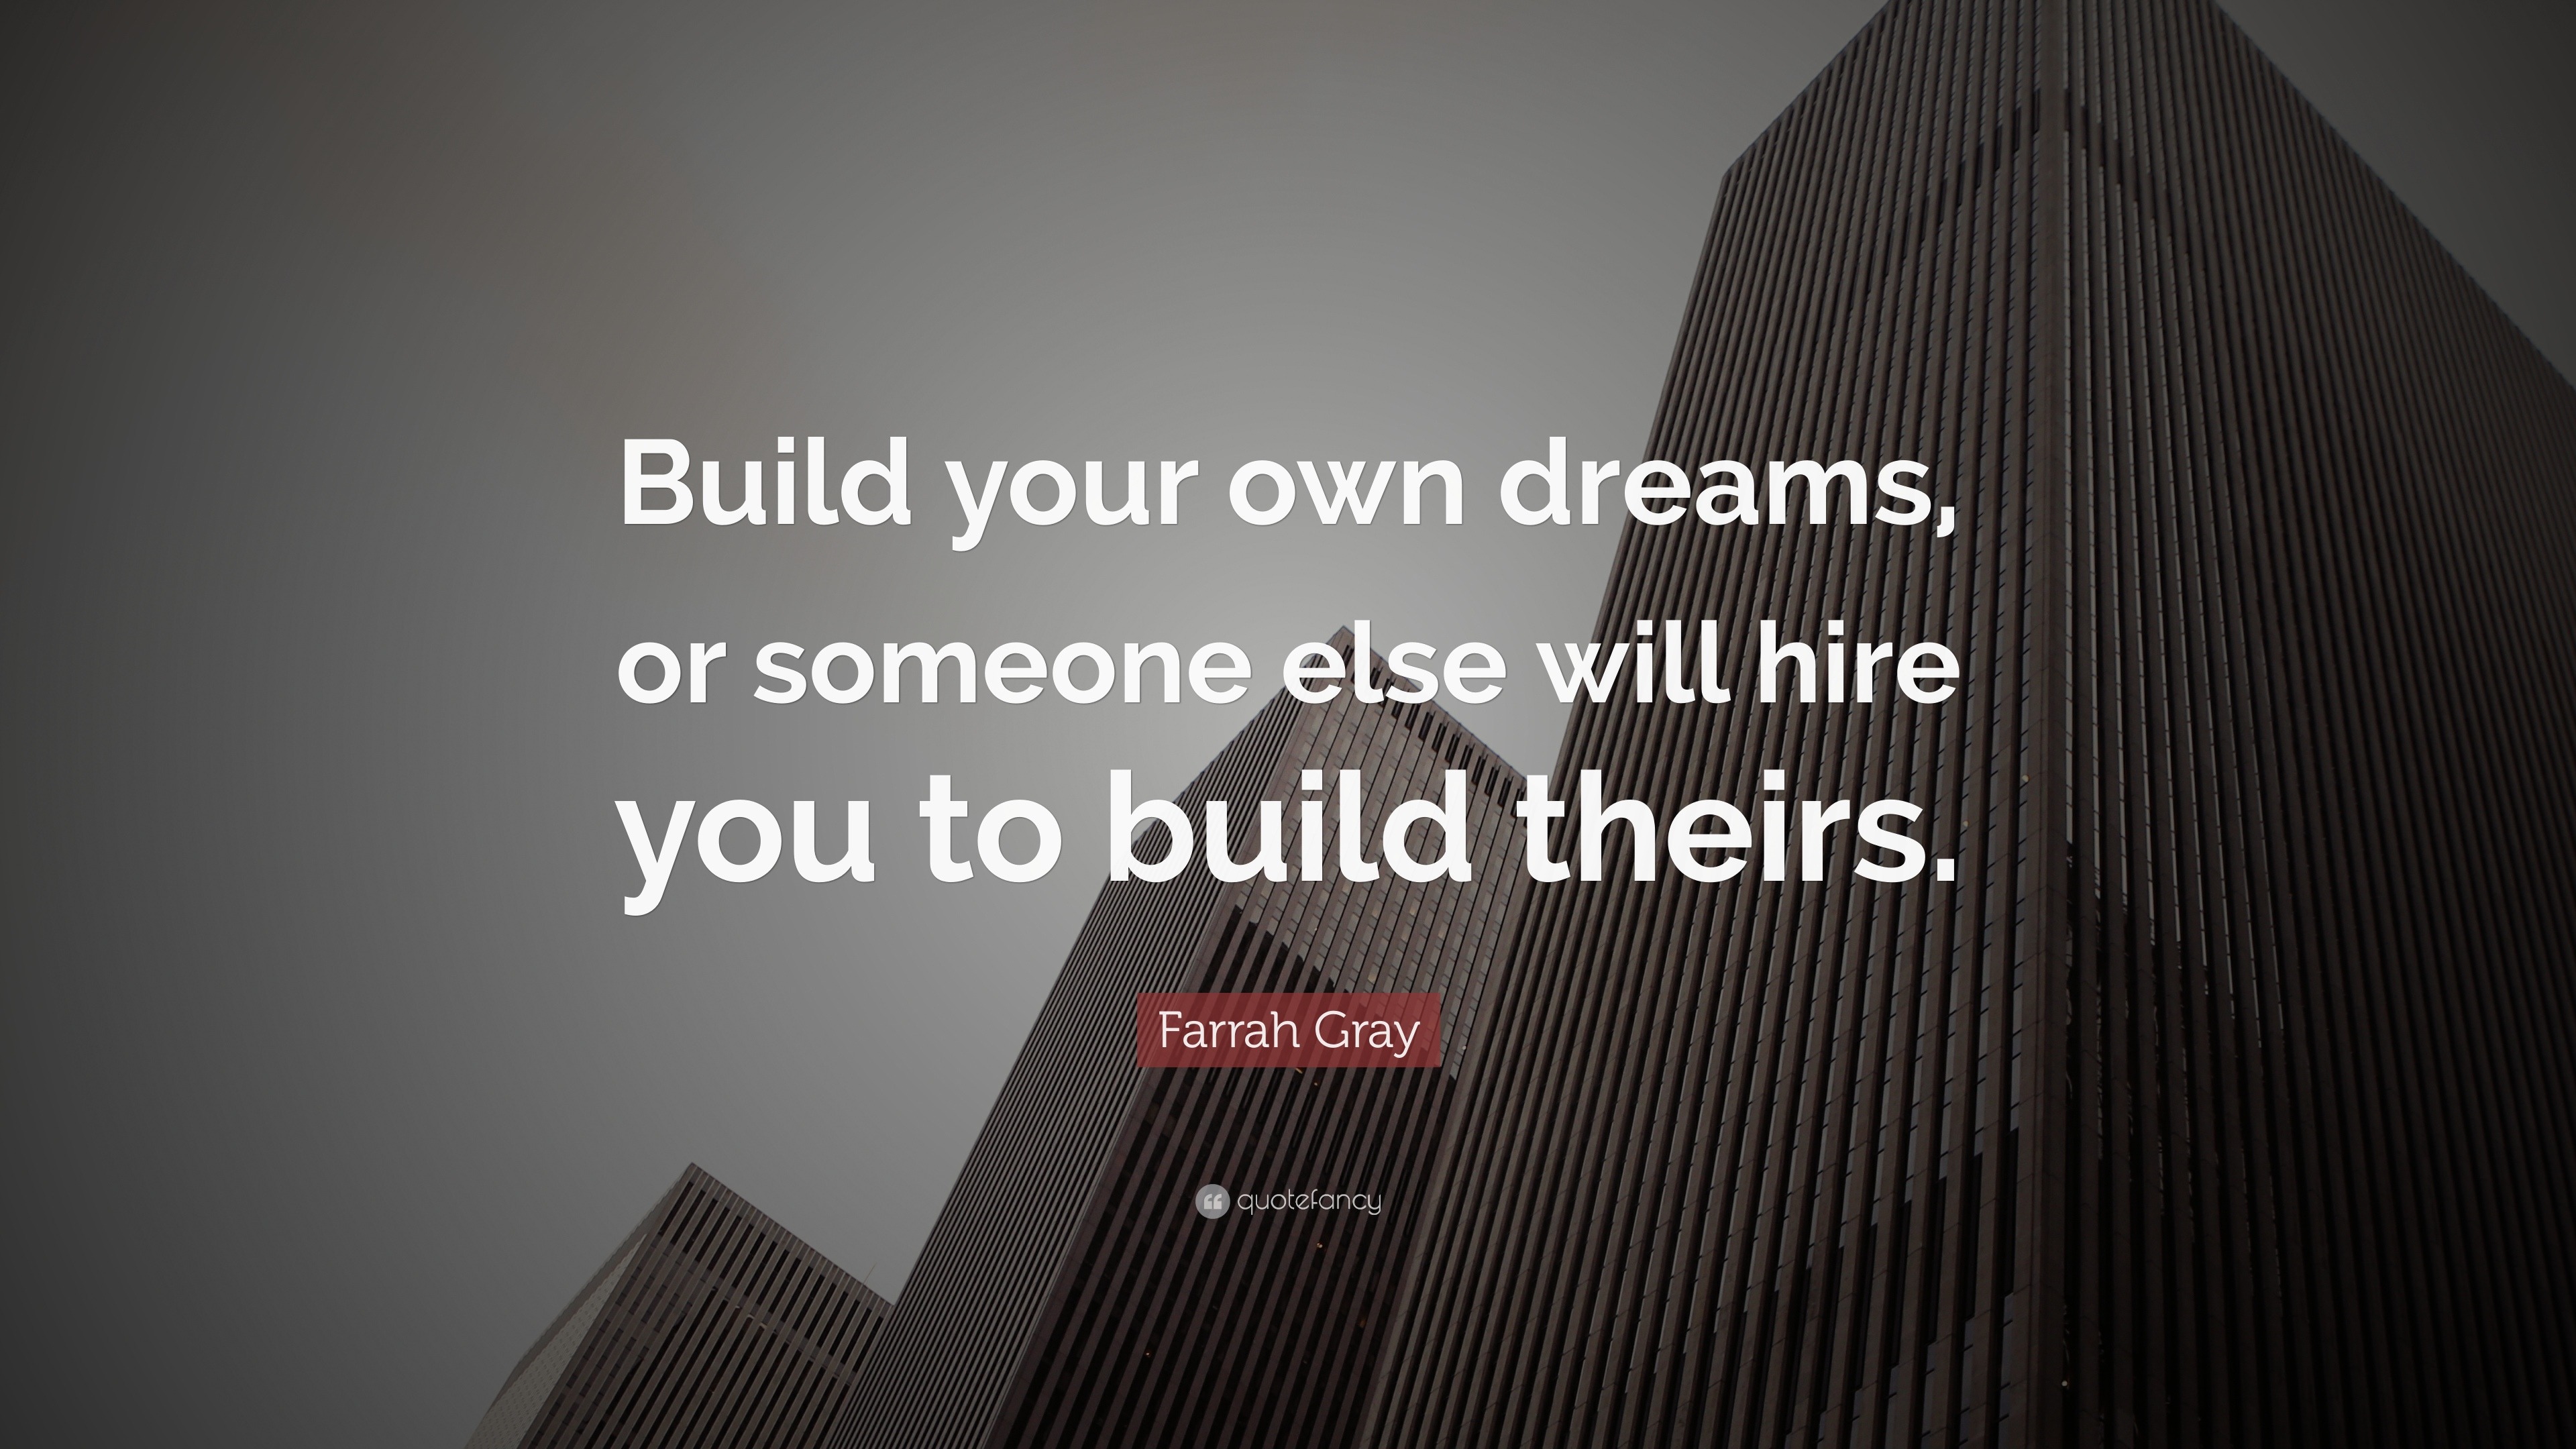 Build your own dreams,
or someone else will hire
you to build theirs.
Farrah Gray
quotefancy